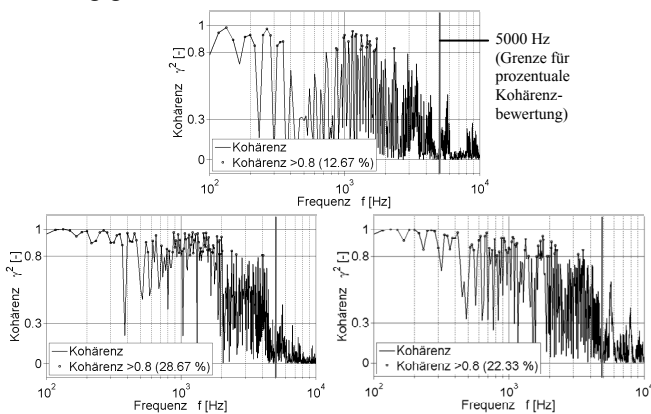 1
0.8
0.3
0
Kohärenz γ² [-]
Kohärenz
Kohärenz >0.8 (12.67 %)
10² 10³ 10⁴
Frequenz f [Hz]
5000 Hz
(Grenze für
prozentuale
Kohärenz-
bewertung)
1
0.8
0.3
0
Kohärenz γ² [-]
Kohärenz
Kohärenz >0.8 (28.67 %)
10² 10³ 10⁴
Frequenz f [Hz]
1
0.8
0.3
0
Kohärenz γ² [-]
Kohärenz
Kohärenz >0.8 (22.33 %)
10² 10³ 10⁴
Frequenz f [Hz]